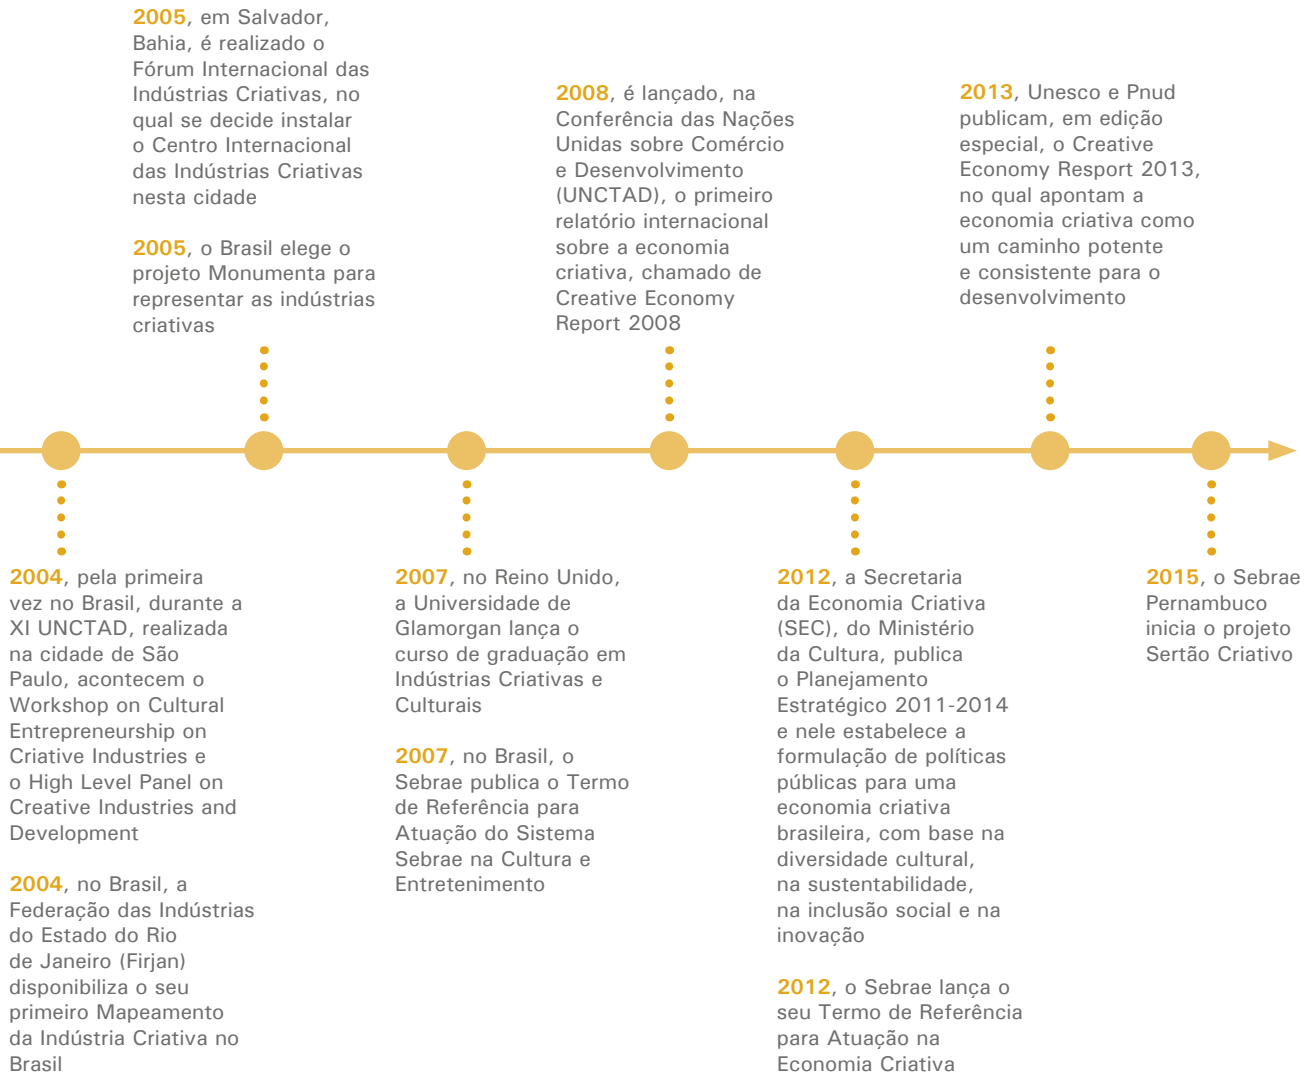 2005, em Salvador,
Bahia, é realizado o
Fórum Internacional das
Indústrias Criativas, no
qual se decide instalar
o Centro Internacional
das Indústrias Criativas
nesta cidade
2005, o Brasil elege o
projeto Monumenta para
representar as indústrias
criativas
2008, é lançado, na
Conferência das Nações
Unidas sobre Comércio
e Desenvolvimento
(UNCTAD), o primeiro
relatório internacional
sobre a economia
criativa, chamado de
Creative Economy
Report 2008
2013, Unesco e Pnud
publicam, em edição
especial, o Creative
Economy Resport 2013,
no qual apontam a
economia criativa como
um caminho potente
e consistente para o
desenvolvimento
2004, pela primeira
vez no Brasil, durante a
XI UNCTAD, realizada
na cidade de São
Paulo, acontecem o
Workshop on Cultural
Entrepreneurship on
Criative Industries e
o High Level Panel on
Creative Industries and
Development
2004, no Brasil, a
Federação das Indústrias
do Estado do Rio
de Janeiro (Firjan)
disponibiliza o seu
primeiro Mapeamento
da Indústria Criativa no
Brasil
2007, no Reino Unido,
a Universidade de
Glamorgan lança o
curso de graduação em
Indústrias Criativas e
Culturais
2007, no Brasil, o
Sebrae publica o Termo
de Referência para
Atuação do Sistema
Sebrae na Cultura e
Entretenimento
2012, a Secretaria
da Economia Criativa
(SEC), do Ministério
da Cultura, publica
o Planejamento
Estratégico 2011-2014
e nele estabelece a
formulação de políticas
públicas para uma
economia criativa
brasileira, com base na
diversidade cultural,
na sustentabilidade,
na inclusão social e na
inovação
2012, o Sebrae lança o
seu Termo de Referência
para Atuação na
Economia Criativa
2015, o Sebrae
Pernambuco
inicia o projeto
Sertão Criativo